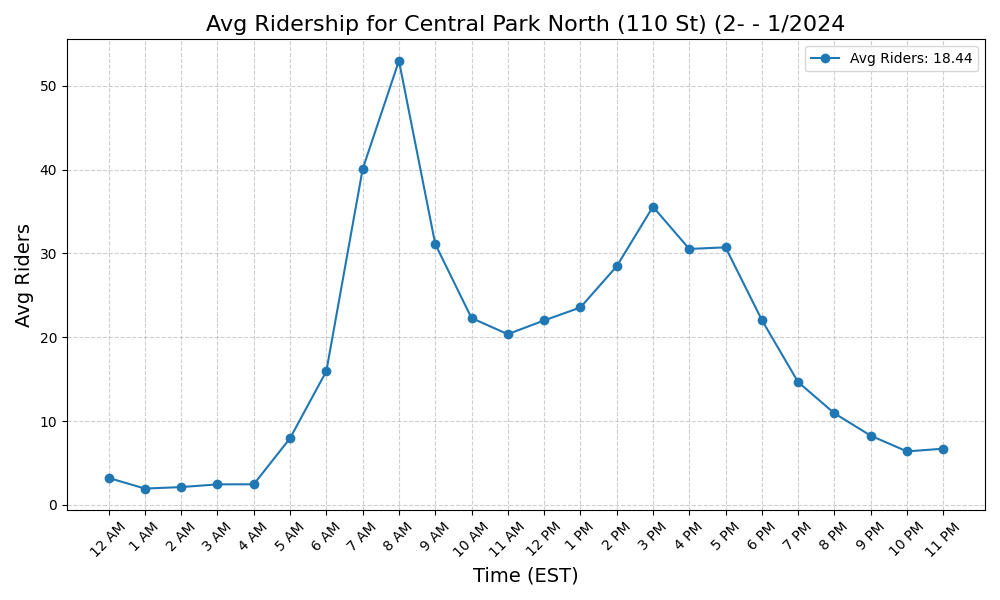 Avg Ridership for Central Park North (110 St) (2- - 1/2024
Avg Riders: 18.44
Avg Riders
50
40
30
20
10
0
12 AM
1 AM
2 AM
3 AM
4 AM
5 AM
6 AM
7 AM
8 AM
9 AM
10 AM
11 AM
12 PM
1 PM
2 PM
3 PM
4 PM
5 PM
6 PM
7 PM
8 PM
9 PM
10 PM
11 PM
Time (EST)